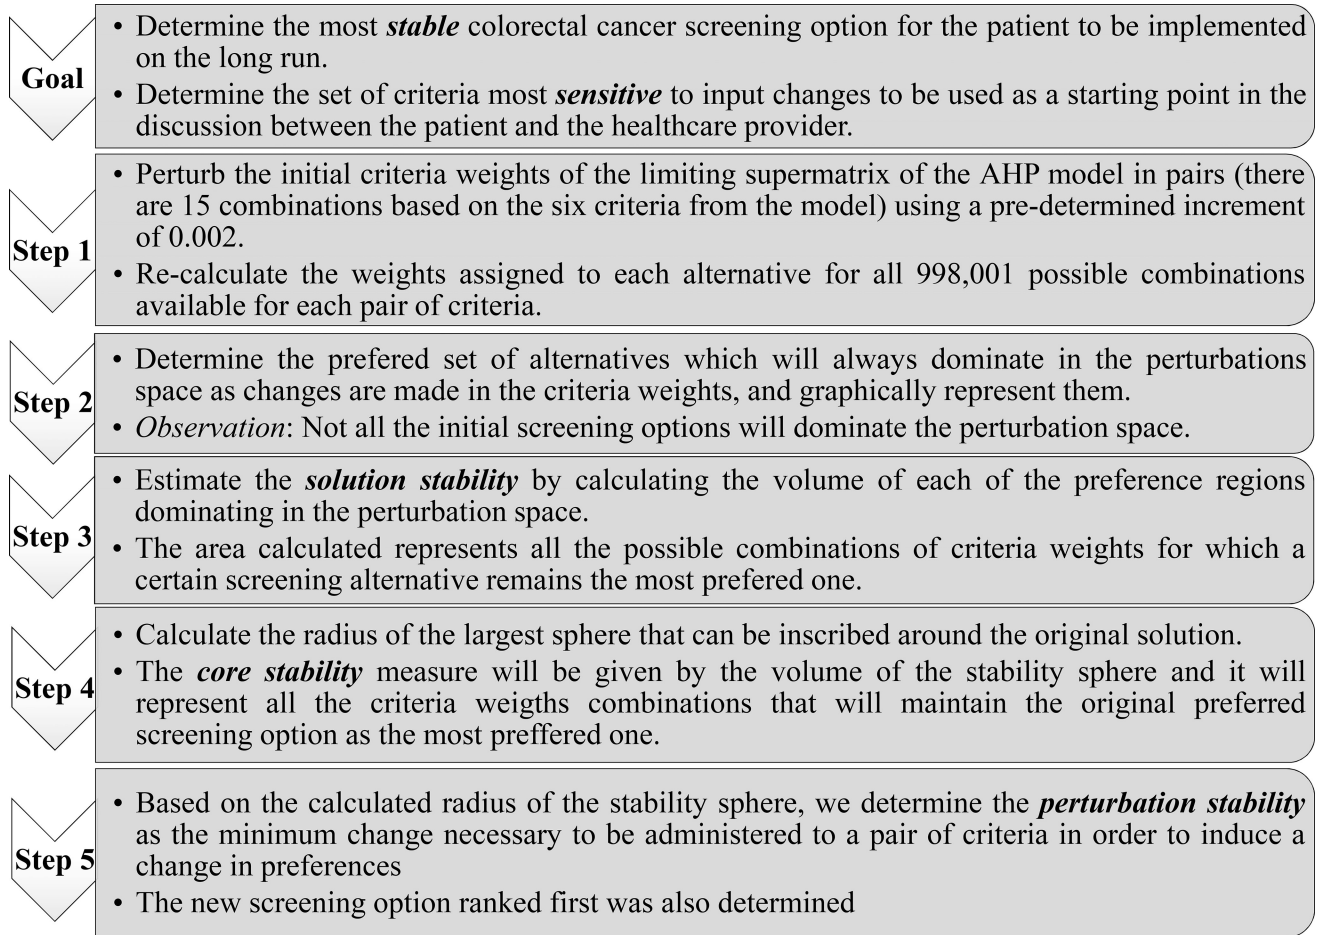 Goal
• Determine the most stable colorectal cancer screening option for the patient to be implemented
on the long run.
• Determine the set of criteria most sensitive to input changes to be used as a starting point in the
discussion between the patient and the healthcare provider.
Step 1
• Perturb the initial criteria weights of the limiting supermatrix of the AHP model in pairs (there
are 15 combinations based on the six criteria from the model) using a pre-determined increment
of 0.002.
• Re-calculate the weights assigned to each alternative for all 998,001 possible combinations
available for each pair of criteria.
Step 2
• Determine the prefered set of alternatives which will always dominate in the perturbations
space as changes are made in the criteria weights, and graphically represent them.
• Observation: Not all the initial screening options will dominate the perturbation space.
Step 3
• Estimate the solution stability by calculating the volume of each of the preference regions
dominating in the perturbation space.
• The area calculated represents all the possible combinations of criteria weights for which a
certain screening alternative remains the most prefered one.
Step 4
• Calculate the radius of the largest sphere that can be inscribed around the original solution.
• The core stability measure will be given by the volume of the stability sphere and it will
represent all the criteria weigths combinations that will maintain the original preferred
screening option as the most preffered one.
Step 5
• Based on the calculated radius of the stability sphere, we determine the perturbation stability
as the minimum change necessary to be administered to a pair of criteria in order to induce a
change in preferences
• The new screening option ranked first was also determined